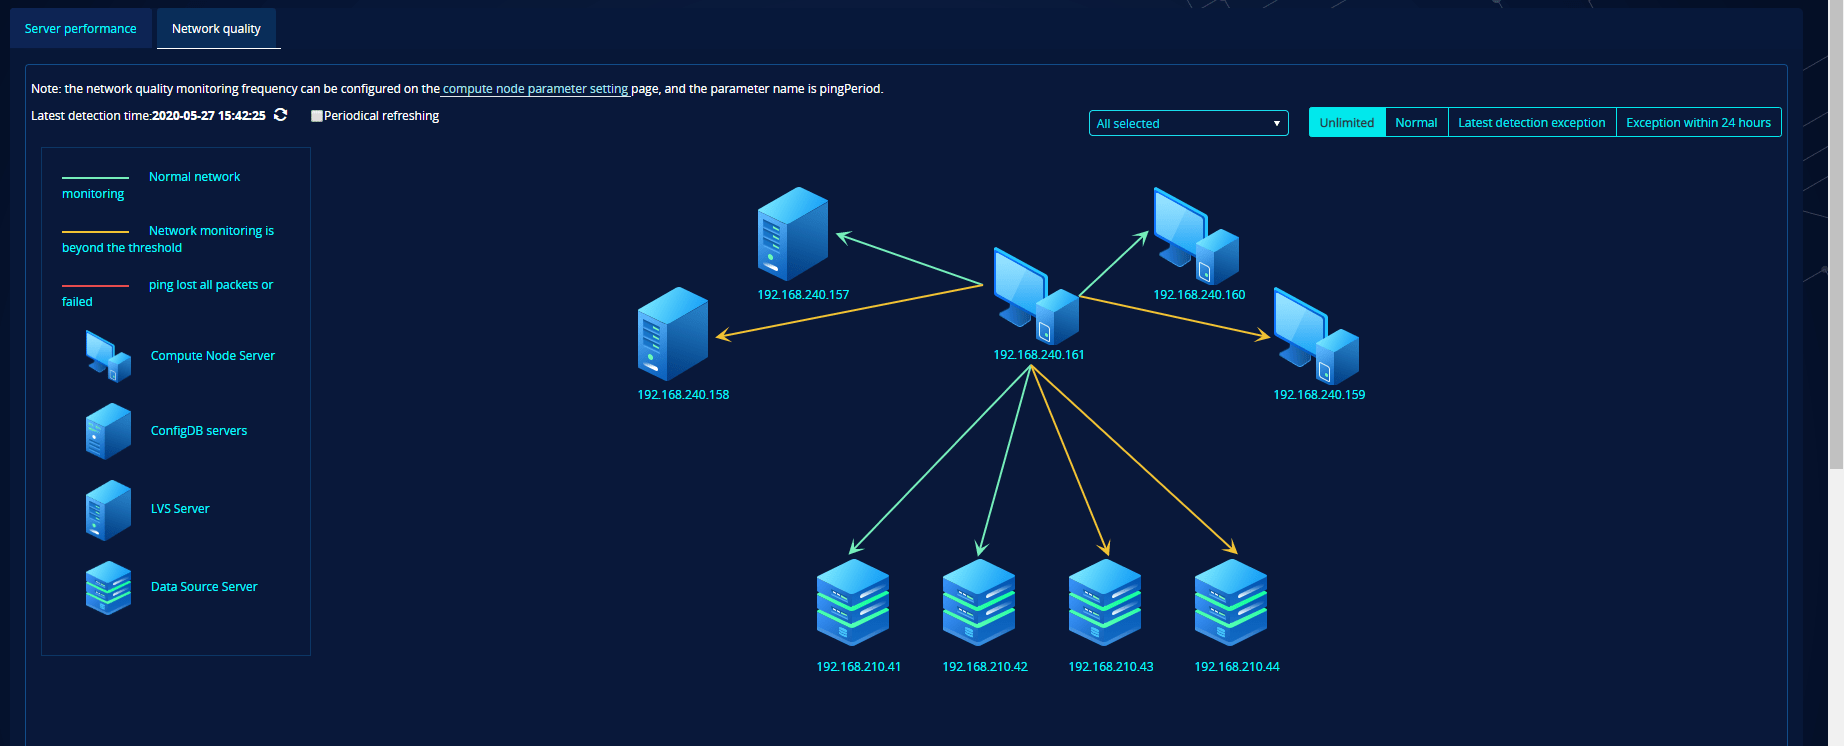 Server performance
Network quality
Note: the network quality monitoring frequency can be configured on the compute node parameter setting page, and the parameter name is pingPeriod.
Latest detection time:2020-05-27 15:42:25
Periodical refreshing
All selected
Unlimited
Normal
Latest detection exception
Exception within 24 hours
Normal network
monitoring
Network monitoring is
beyond the threshold
ping lost all packets or
failed
Compute Node Server
ConfigDB servers
LVS Server
Data Source Server
192.168.240.157
192.168.240.160
192.168.240.161
192.168.240.158
192.168.240.159
192.168.210.41
192.168.210.42
192.168.210.43
192.168.210.44